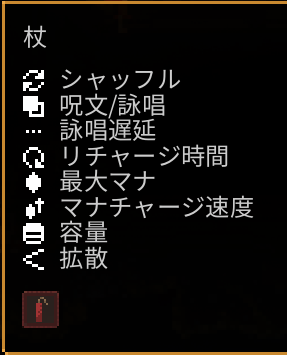 杖
シャッフル
呪文/詠唱
詠唱遅延
リチャージ時間
最大マナ
マナチャージ速度
容量
拡散